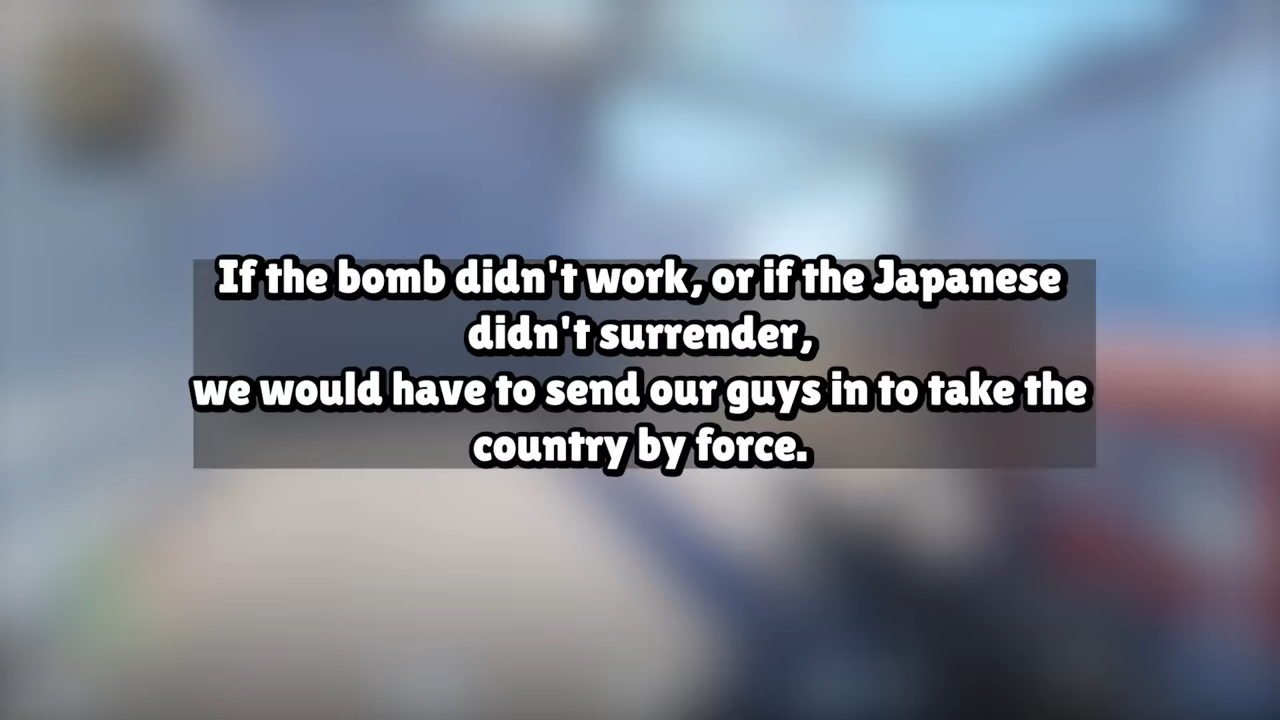 If the bomb didn't work, or if the Japanese
didn't surrender,
we would have to send our guys in to take the
country by force.